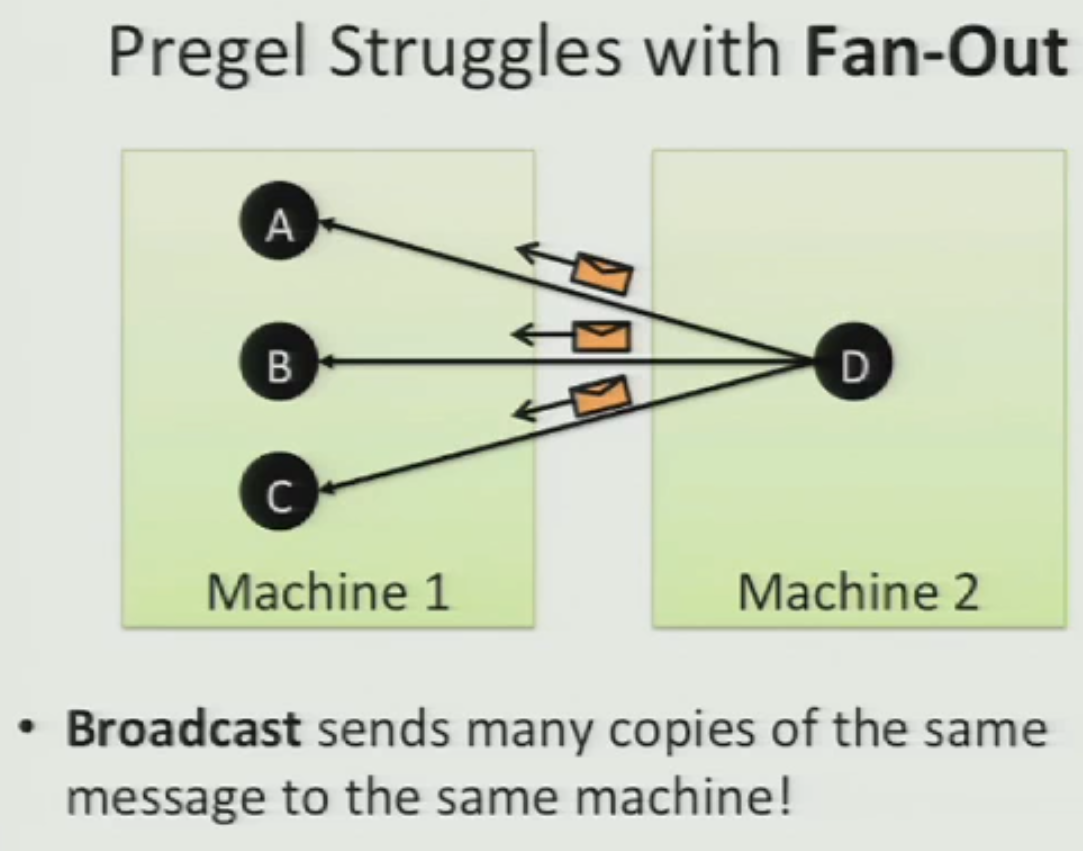 Pregel Struggles with Fan-Out
A
B
C
D
Machine 1
Machine 2
• Broadcast sends many copies of the same
message to the same machine!